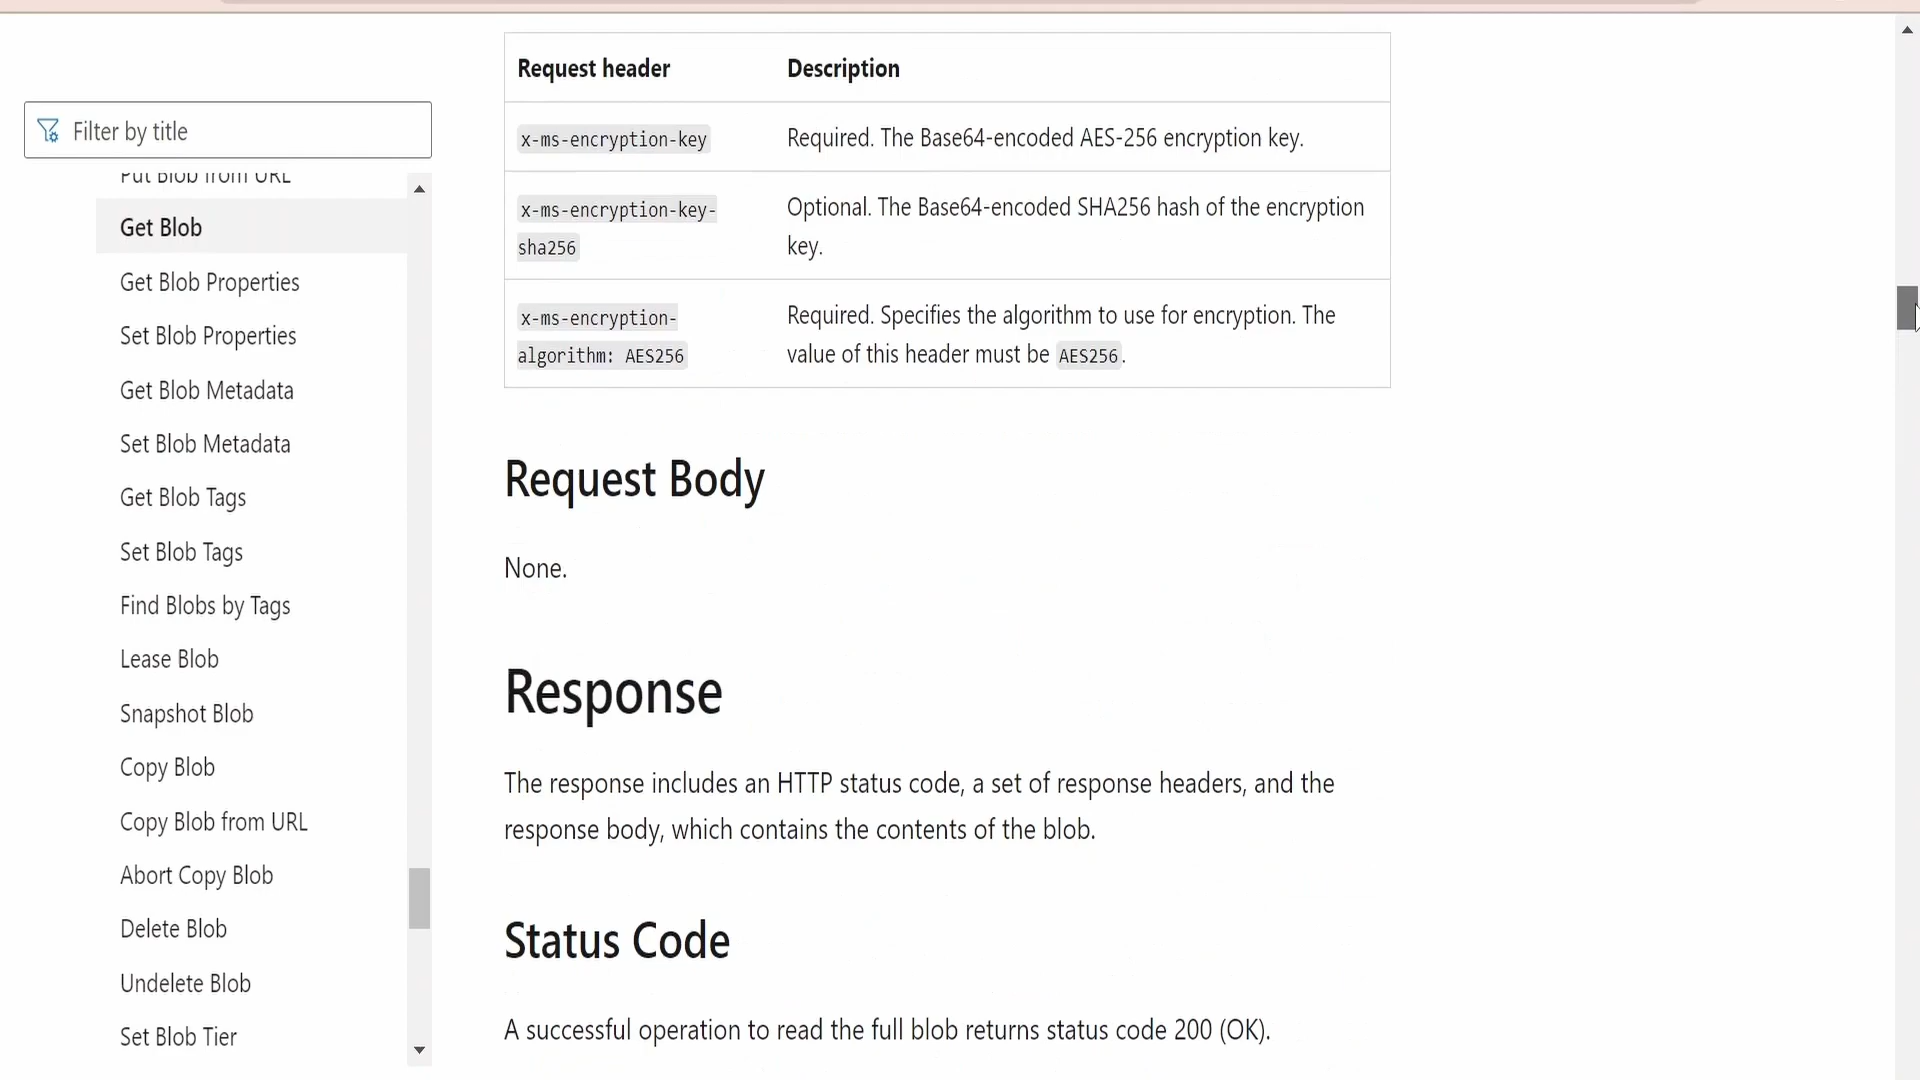 Filter by title
Put Blob from URL
Get Blob
Get Blob Properties
Set Blob Properties
Get Blob Metadata
Set Blob Metadata
Get Blob Tags
Set Blob Tags
Find Blobs by Tags
Lease Blob
Snapshot Blob
Copy Blob
Copy Blob from URL
Abort Copy Blob
Delete Blob
Undelete Blob
Set Blob Tier
Request header Description
x-ms-encryption-key Required. The Base64-encoded AES-256 encryption key.
x-ms-encryption-key- Optional. The Base64-encoded SHA256 hash of the encryption
sha256 key.
x-ms-encryption- Required. Specifies the algorithm to use for encryption. The
algorithm: AES256 value of this header must be AES256.
Request Body
None.
Response
The response includes an HTTP status code, a set of response headers, and the
response body, which contains the contents of the blob.
Status Code
A successful operation to read the full blob returns status code 200 (OK).